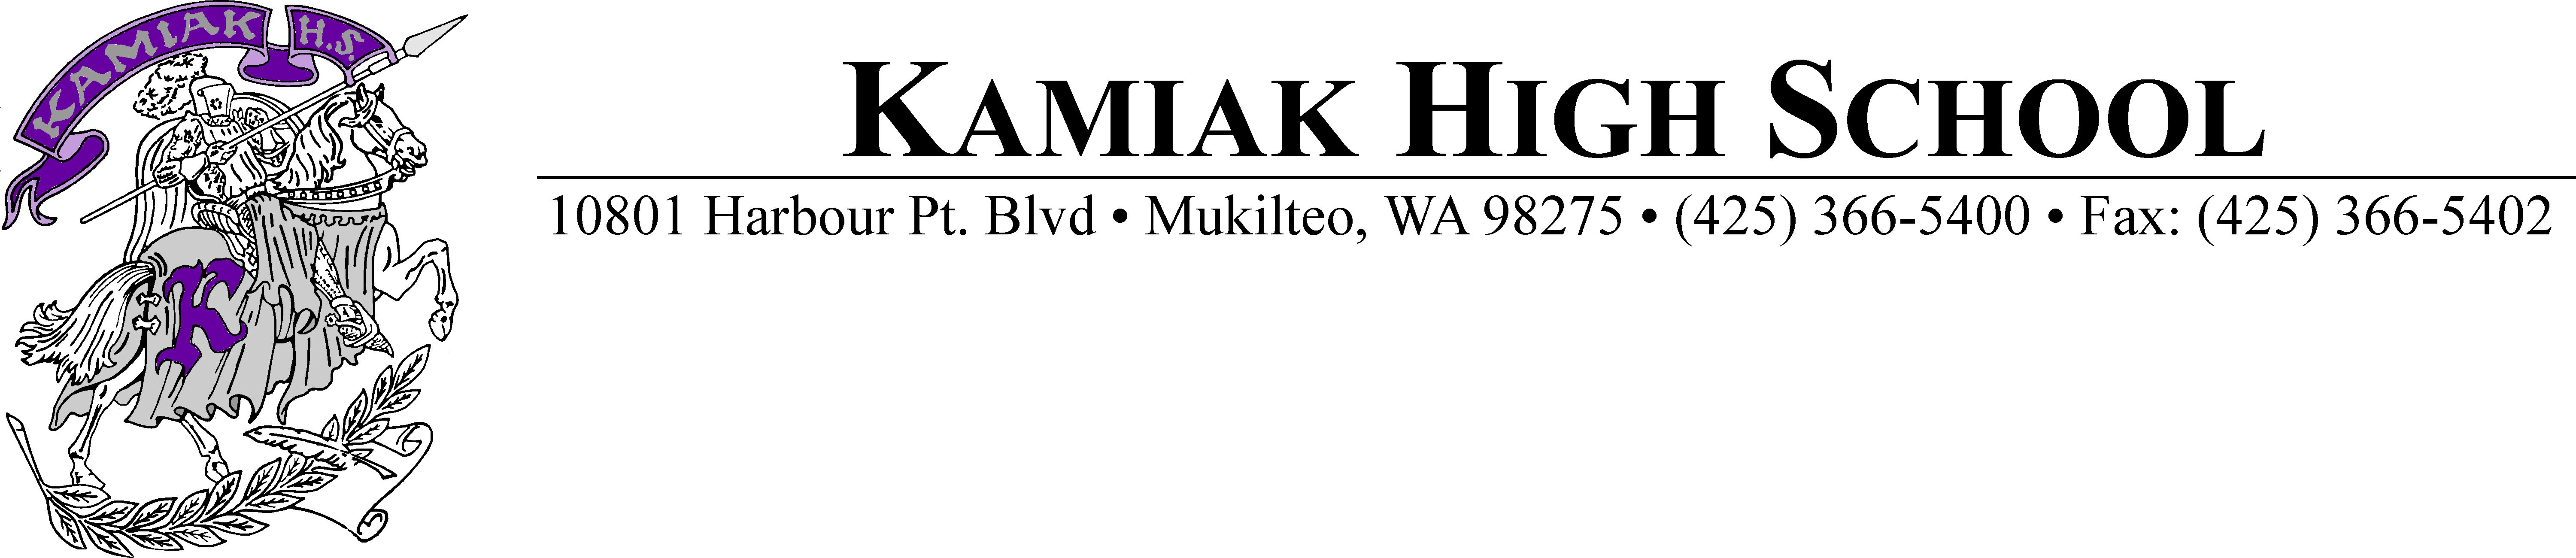 KAMIAK H.S.
KAMIAK HIGH SCHOOL
10801 Harbour Pt. Blvd • Mukilteo, WA 98275 • (425) 366-5400 • Fax: (425) 366-5402
K